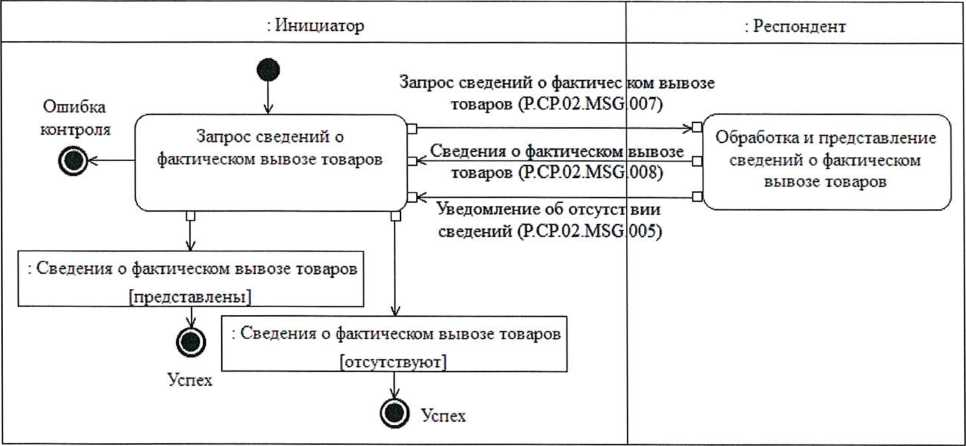 : Инициатор
: Респондент
Запрос сведений о фактическом вывозе
товаров (P.CP.02.MSG.007)
Ошибка
контроля
Запрос сведений о
фактическом вывозе товаров
Обработка и представление
сведений о фактическом
вывозе товаров
Сведения о фактическом вывозе
товаров (P.CP.02.MSG.008)
Уведомление об отсутствии
сведений (P.CP.02.MSG.005)
: Сведения о фактическом вывозе товаров
[представлены]
: Сведения о фактическом вывозе товаров
[отсутствуют]
Успех
Успех